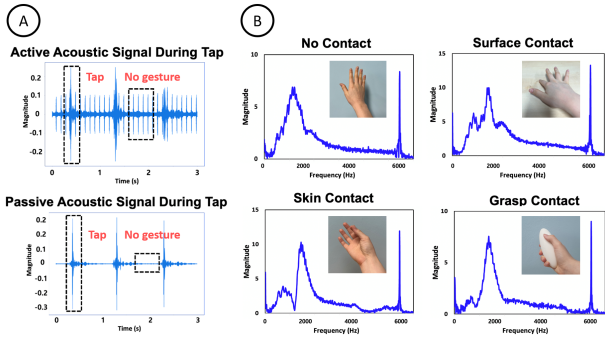 A
B
Active Acoustic Signal During Tap
Magnitude
0.2
0.1
0
-0.1
-0.2
Tap
No gesture
0
1
2
3
Time (s)
Passive Acoustic Signal During Tap
Magnitude
0.3
0.2
0.1
0
-0.1
-0.2
-0.3
Tap
No gesture
0
1
2
3
Time (s)
No Contact
Magnitude
10
5
0
0
2000
4000
6000
Frequency (Hz)
Surface Contact
Magnitude
15
10
5
0
0
2000
4000
6000
Frequency (Hz)
Skin Contact
Magnitude
15
10
5
0
0
2000
4000
6000
Frequency (Hz)
Grasp Contact
Magnitude
10
5
0
0
2000
4000
6000
Frequency (Hz)